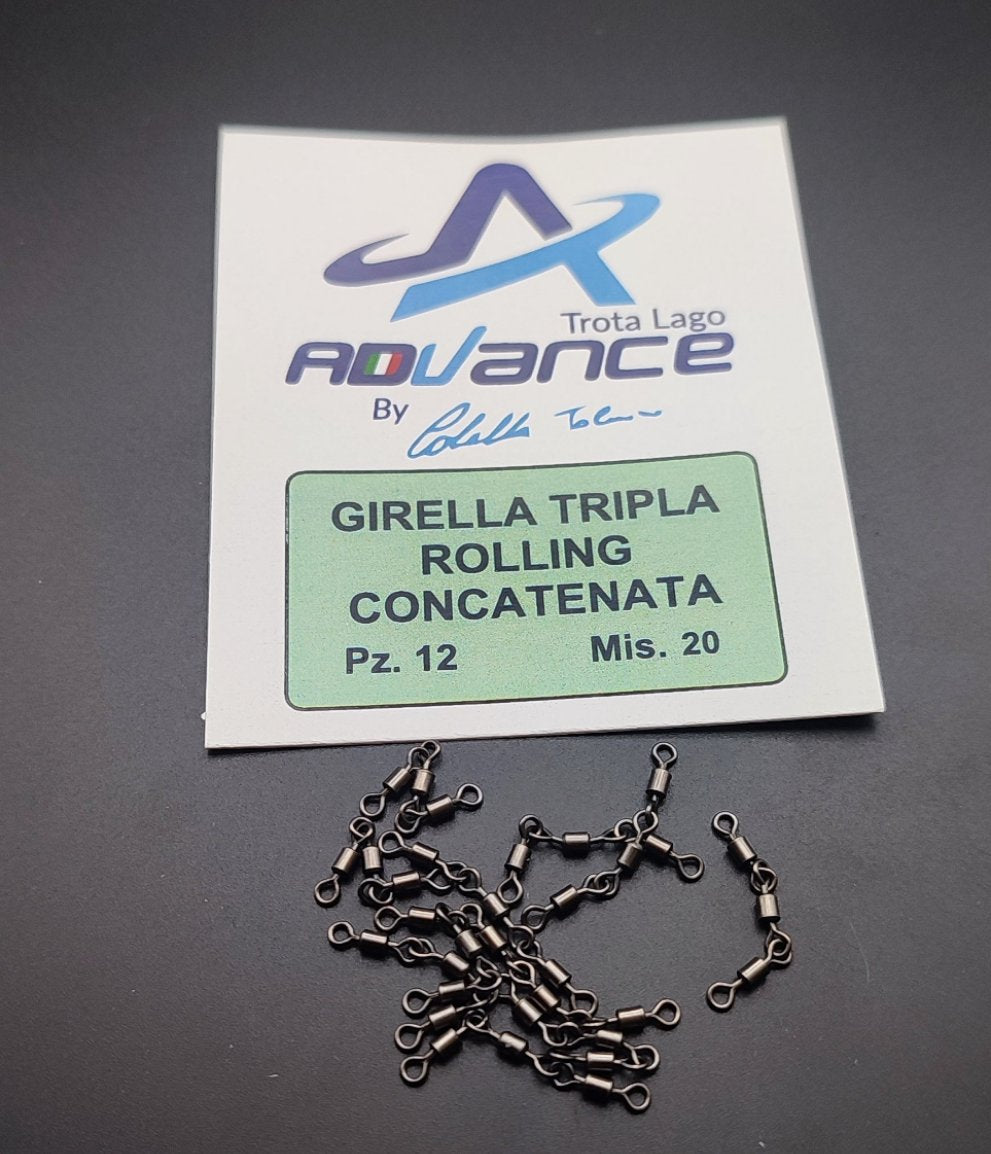 Trota Lago
ADVance
By
GIRELLA TRIPLA
ROLLING
CONCATENATA
Pz. 12 Mis. 20